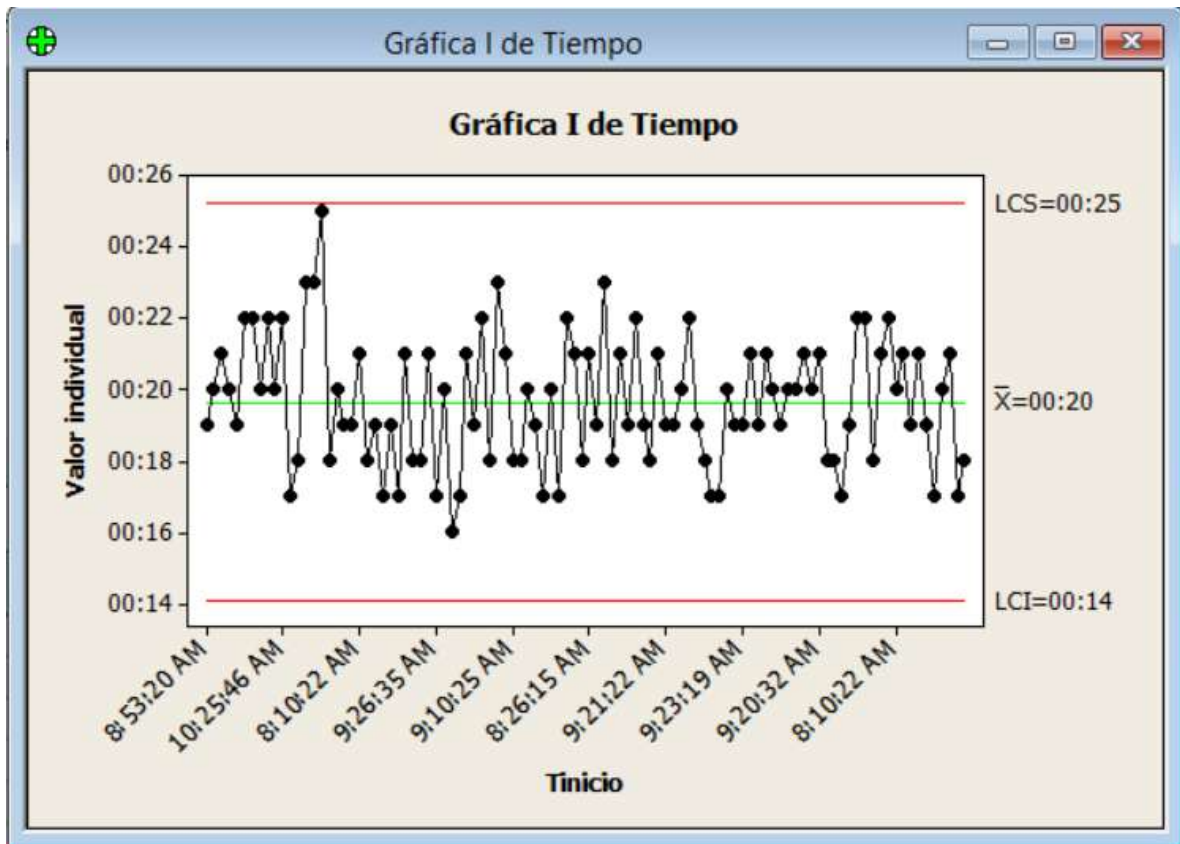 Gráfica I de Tiempo
Gráfica I de Tiempo
00:26
00:24
00:22
00:20
00:18
00:16
00:14
Valor individual
LCS=00:25
X̅=00:20
LCI=00:14
8:53:20 AM
10:25:46 AM
8:10:22 AM
9:26:35 AM
9:10:25 AM
8:26:15 AM
9:21:22 AM
9:23:19 AM
9:20:32 AM
8:10:22 AM
Tinicio